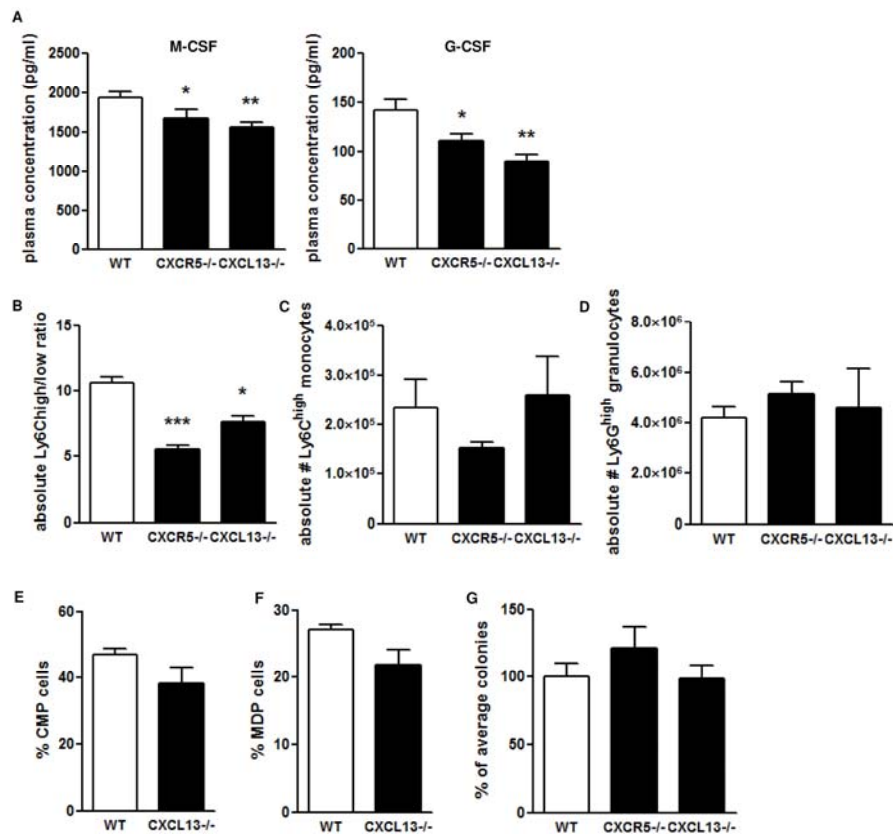 A
M-CSF
plasma concentration (pg/ml)
2500
2000
1500
1000
500
0
*
**
WT CXCR5-/- CXCL13-/-
G-CSF
plasma concentration (pg/ml)
200
150
100
50
0
*
**
WT CXCR5-/- CXCL13-/-
B
absolute Ly6Chigh/low ratio
15
10
5
0
***
*
WT CXCR5-/- CXCL13-/-
C
absolute # Ly6C^high monocytes
4.0×10⁵
3.0×10⁵
2.0×10⁵
1.0×10⁵
0
WT CXCR5-/- CXCL13-/-
D
absolute # Ly6G^high granulocytes
8.0×10⁶
6.0×10⁶
4.0×10⁶
2.0×10⁶
0
WT CXCR5-/- CXCL13-/-
E
% CMP cells
60
40
20
0
WT CXCL13-/-
F
% MDP cells
30
20
10
0
WT CXCL13-/-
G
% of average colonies
150
100
50
0
WT CXCR5-/- CXCL13-/-